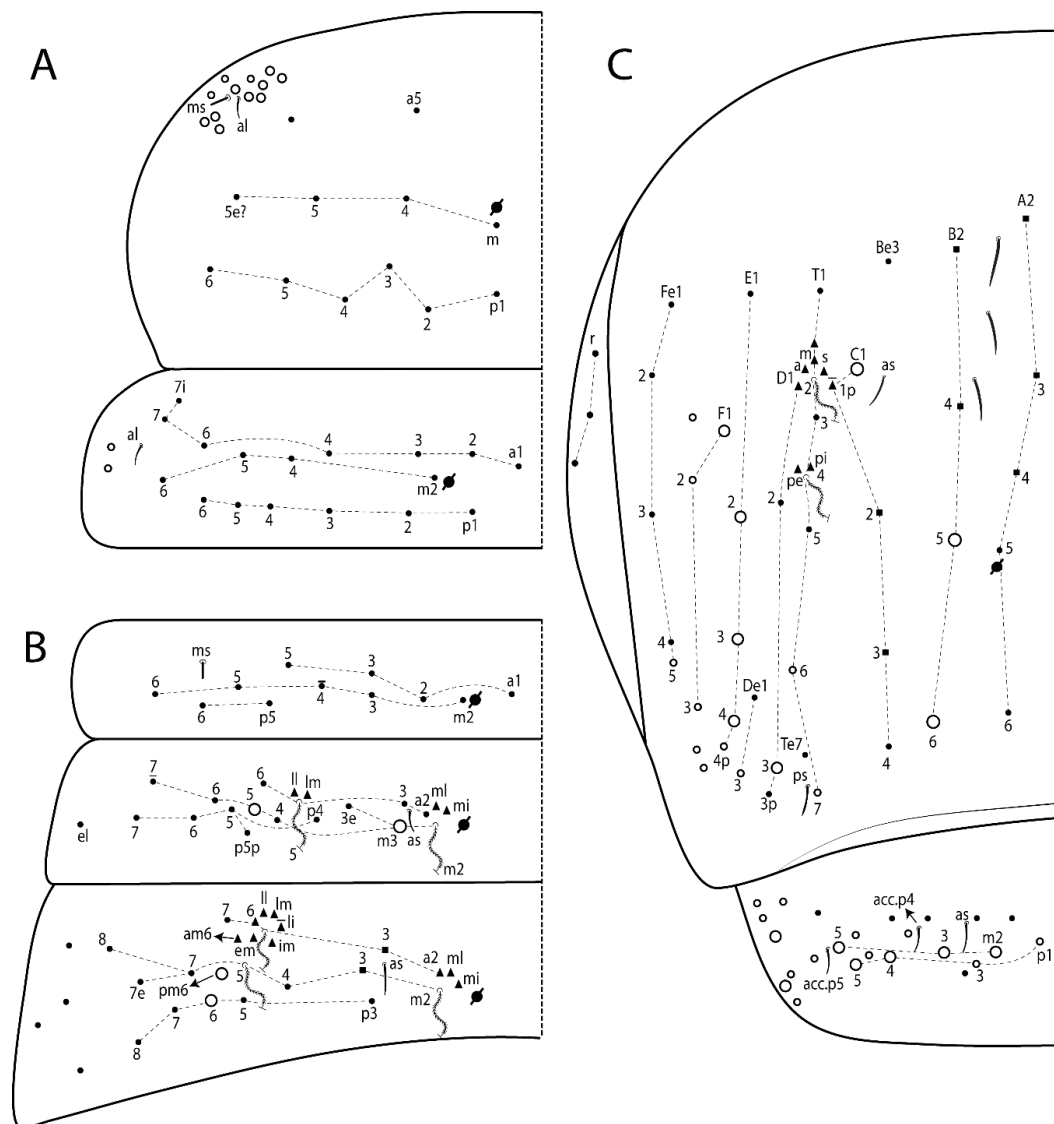 A
ms
al
a5
5e?
5
4
m
6
5
4
3
2
p1
7i
7
al
6
4
3
2
a1
6
5
4
m2
6
5
4
3
2
p1
B
ms
5
3
6
5
4
3
2
a1
m2
6
p5
7
6
5
6
ll
lm
3
a2
ml
mi
el
7
6
5
4
p4
3e
m3
as
p5p
5
m2
8
7
6
ll
lm
li
am6
em
im
3
a2
ml
mi
7e
7
5
4
3
as
m2
pm6
7
6
5
p3
8
C
A2
B2
Be3
Fe1
E1
T1
r
m
a
s
C1
D1
2
1p
as
2
3
4
3
F1
pi
pe
4
4
2
2
2
2
3
5
5
5
4
5
3
6
3
3
De1
4
4p
3
Te7
3
3p
ps
7
4
6
6
acc.p4
as
5
3
m2
p1
acc.p5
5
4
3